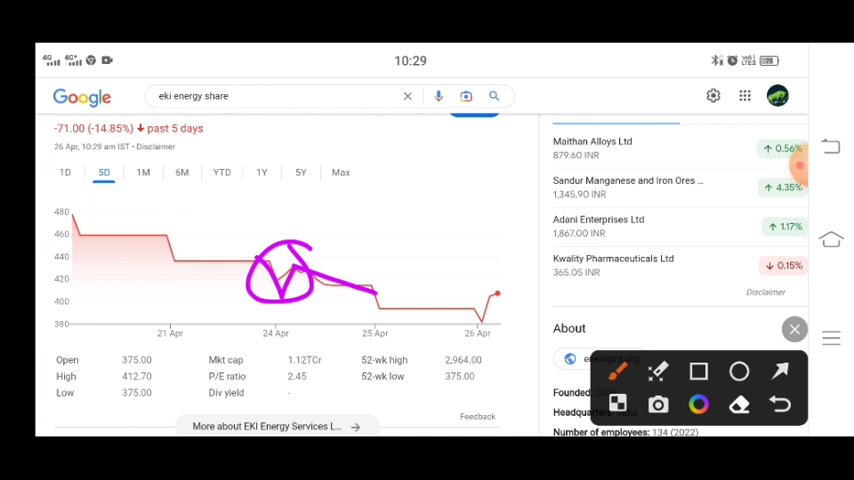 4G 4G+ 10:29 VoI LTE2
Google eki energy share
-71.00 (-14.85%) past 5 days
26 Apr, 10:29 am IST • Disclaimer
1D 5D 1M 6M YTD 1Y 5Y Max
480
460
440
420
400
380
21 Apr 24 Apr 25 Apr 26 Apr
Open 375.00 Mkt cap 1.12TCr 52-wk high 2,964.00
High 412.70 P/E ratio 2.45 52-wk low 375.00
Low 375.00 Div yield -
Feedback
More about EKI Energy Services L... →
Maithan Alloys Ltd
879.60 INR ↑ 0.56%
Sandur Manganese and Iron Ores ...
1,345.90 INR ↑ 4.35%
Adani Enterprises Ltd
1,867.00 INR ↑ 1.17%
Kwality Pharmaceuticals Ltd
365.05 INR ↓ 0.15%
Disclaimer
About
Founded:
Headquarters:
Number of employees: 134 (2022)